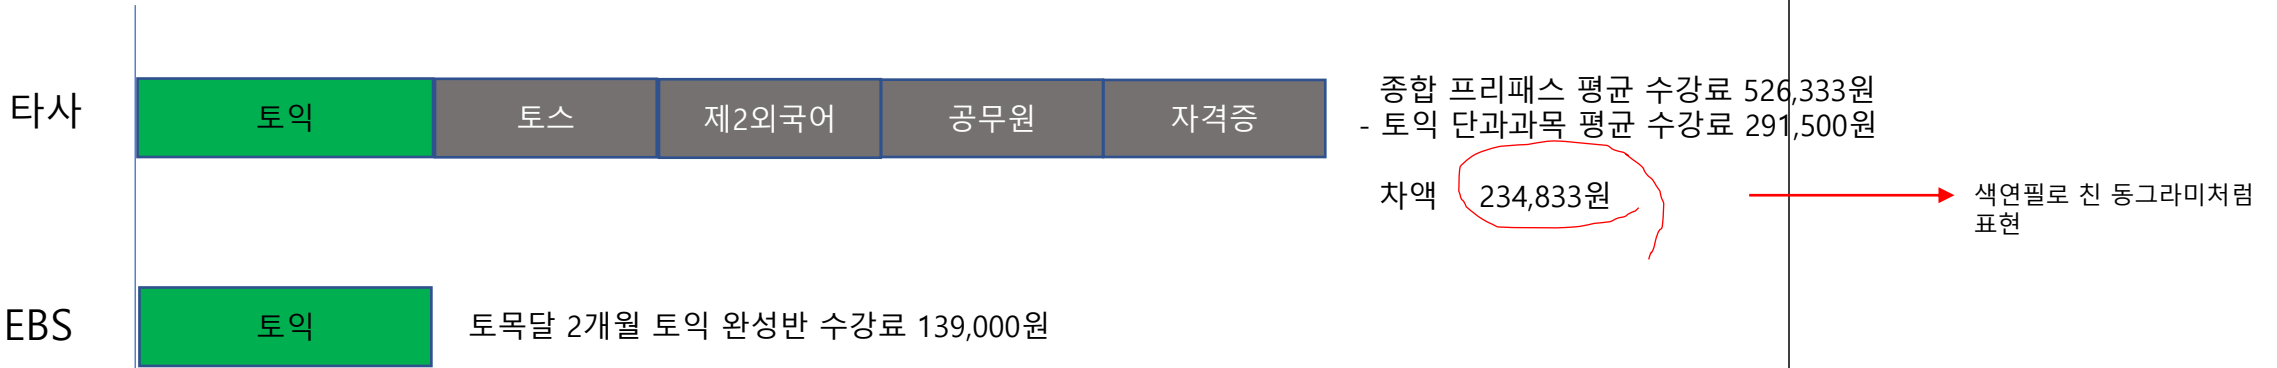 타사
토익
토스
제2외국어
공무원
자격증
종합 프리패스 평균 수강료 526,333원
- 토익 단과과목 평균 수강료 291,500원
차액 234,833원
색연필로 친 동그라미처럼
표현
EBS
토익
토목달 2개월 토익 완성반 수강료 139,000원